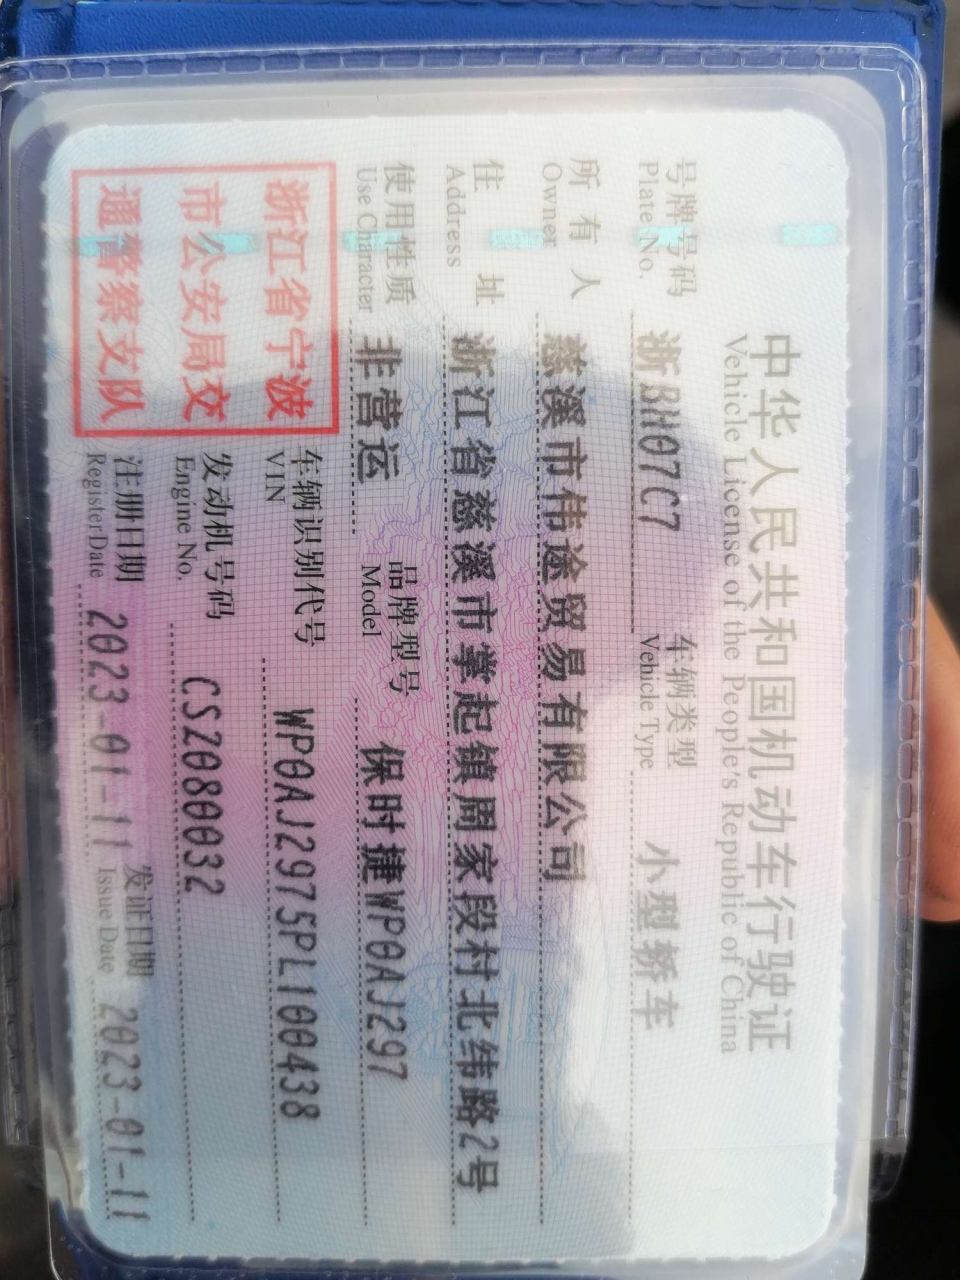 中华人民共和国机动车行驶证
Vehicle License of the People's Republic of China
号牌号码 浙BH07C7 车辆类型 小型轿车
Plate No. Vehicle Type
所有人 慈溪市伟途贸易有限公司
Owner
住址 浙江省慈溪市掌起镇周家段村北纬路2号
Address
使用性质 非营运 品牌型号 保时捷WP0AJ297
Use Character Model
浙江省宁波
市公安局交
通警察支队
车辆识别代号 WP0AJ2975PL100438
VIN
发动机号码 CSZ080032
Engine No.
注册日期 2023-01-11 发证日期 2023-01-11
Register Date Issue Date